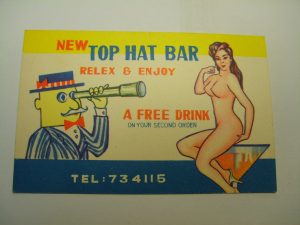 NEW TOP HAT BAR
RELEX & ENJOY
A FREE DRINK
ON YOUR SECOND ORDER
TEL: 734115